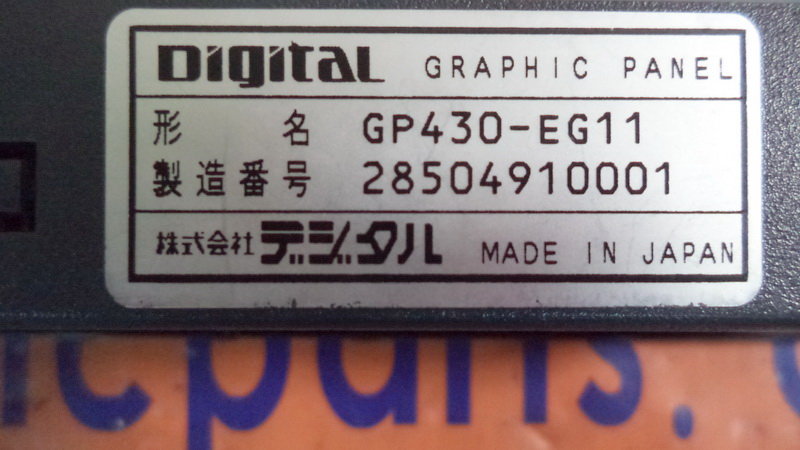 Digital GRAPHIC PANEL
形 名 GP430-EG11
製造番号 28504910001
株式会社 デジタル MADE IN JAPAN
icparts.c